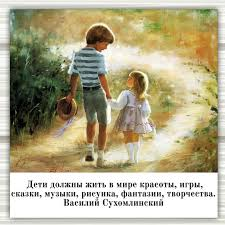 Дети должны жить в мире красоты, игры,
сказки, музыки, рисунка, фантазии, творчества.
Василий Сухомлинский